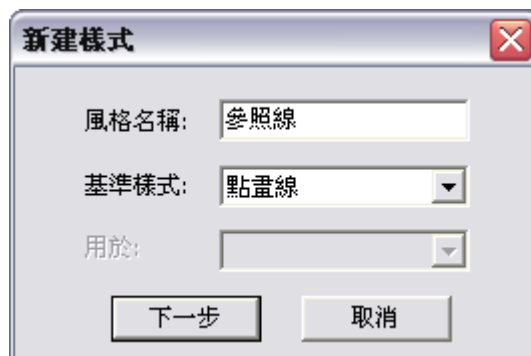 新建樣式
風格名稱: 參照線
基準樣式: 點畫線
用於:
下一步 取消